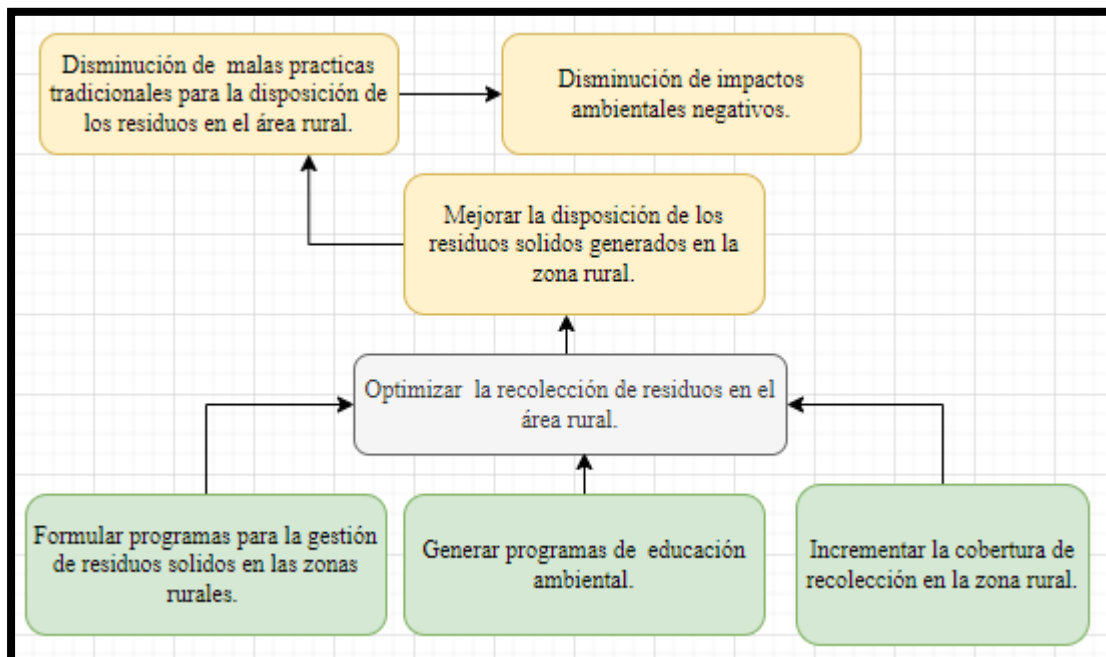 Disminución de malas practicas
tradicionales para la disposición de
los residuos en el área rural.
Disminución de impactos
ambientales negativos.
Mejorar la disposición de los
residuos solidos generados en la
zona rural.
Optimizar la recolección de residuos en el
área rural.
Formular programas para la gestión
de residuos solidos en las zonas
rurales.
Generar programas de educación
ambiental.
Incrementar la cobertura de
recolección en la zona rural.